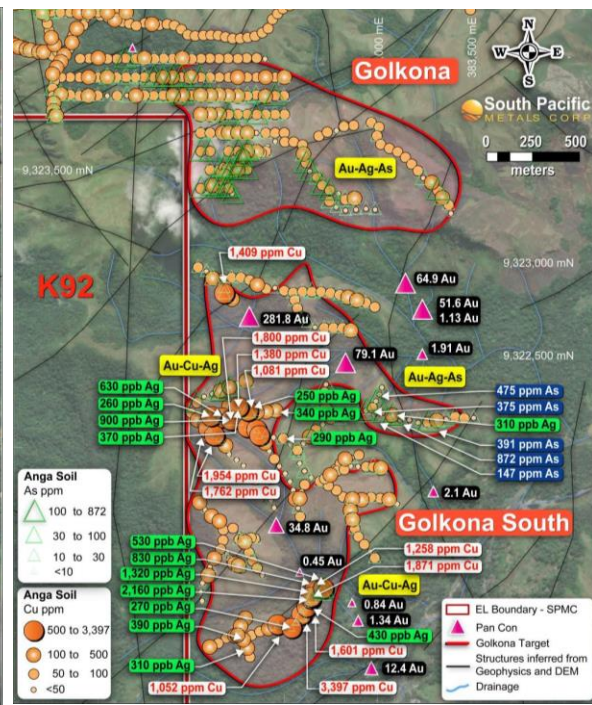 000 mE
383,500 mE
Golkona
N
W
E
S
South Pacific
METALS CORP
0 250 500
meters
9,323,500 mN
Au-Ag-As
K92
1,409 ppm Cu
9,323,000 mN
64.9 Au
51.6 Au
1.13 Au
281.8 Au
1,800 ppm Cu
1,380 ppm Cu
1,081 ppm Cu
79.1 Au
1.91 Au
9,322,500 mN
Au-Cu-Ag
Au-Ag-As
630 ppb Ag
260 ppb Ag
900 ppb Ag
370 ppb Ag
250 ppb Ag
340 ppb Ag
290 ppb Ag
475 ppm As
375 ppm As
310 ppb Ag
391 ppm As
872 ppm As
147 ppm As
1,954 ppm Cu
1,762 ppm Cu
2.1 Au
Golkona South
34.8 Au
530 ppb Ag
830 ppb Ag
1,320 ppb Ag
2,160 ppb Ag
270 ppb Ag
390 ppb Ag
310 ppb Ag
0.45 Au
1,258 ppm Cu
1,871 ppm Cu
Au-Cu-Ag
0.84 Au
1.34 Au
430 ppb Ag
1,601 ppm Cu
12.4 Au
1,052 ppm Cu
3,397 ppm Cu
Anga Soil
As ppm
100 to 872
30 to 100
10 to 30
<10
Anga Soil
Cu ppm
500 to 3,397
100 to 500
50 to 100
<50
EL Boundary - SPMC
Pan Con
Golkona Target
Structures inferred from
Geophysics and DEM
Drainage